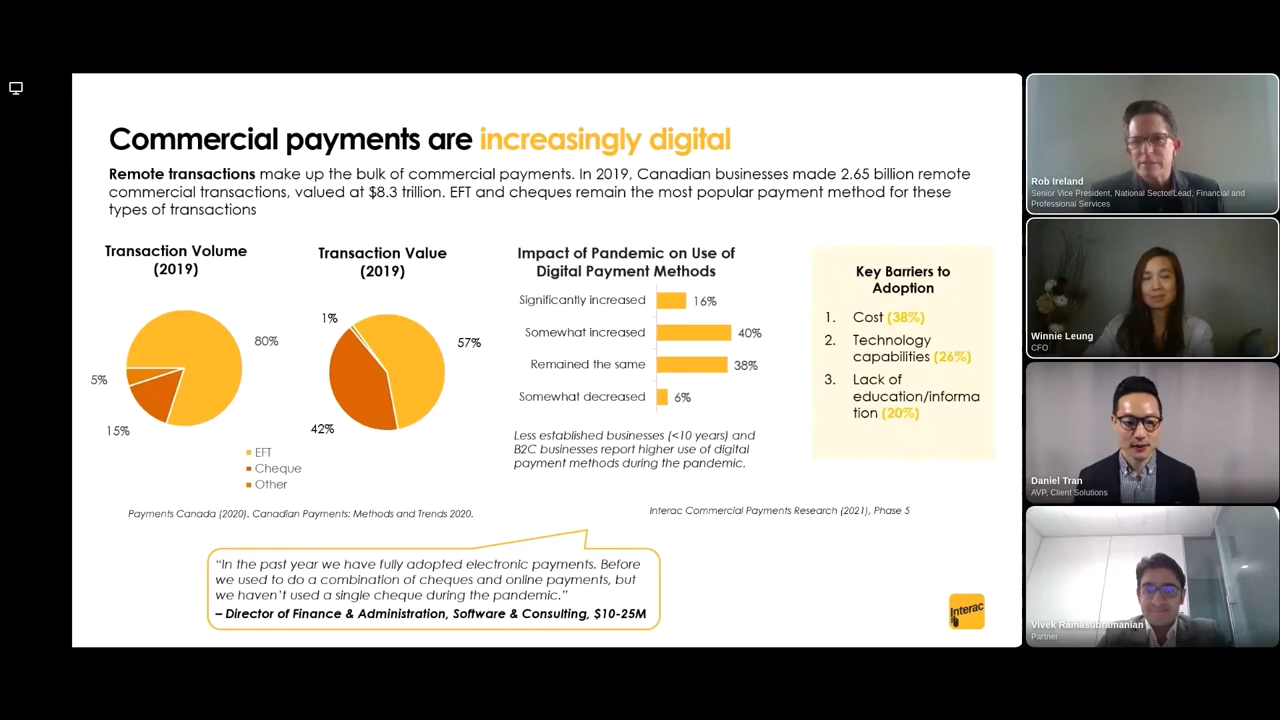 Commercial payments are increasingly digital
Remote transactions make up the bulk of commercial payments. In 2019, Canadian businesses made 2.65 billion remote
commercial transactions, valued at $8.3 trillion. EFT and cheques remain the most popular payment method for these
types of transactions
Transaction Volume
(2019)
80%
5%
15%
Transaction Value
(2019)
1%
57%
42%
EFT
Cheque
Other
Payments Canada (2020). Canadian Payments: Methods and Trends 2020.
Impact of Pandemic on Use of
Digital Payment Methods
Significantly increased 16%
Somewhat increased 40%
Remained the same 38%
Somewhat decreased 6%
Less established businesses (<10 years) and
B2C businesses report higher use of digital
payment methods during the pandemic.
Key Barriers to
Adoption
1. Cost (38%)
2. Technology
capabilities (26%)
3. Lack of
education/informa
tion (20%)
Interac Commercial Payments Research (2021), Phase 5
“In the past year we have fully adopted electronic payments. Before
we used to do a combination of cheques and online payments, but
we haven’t used a single cheque during the pandemic.”
– Director of Finance & Administration, Software & Consulting, $10-25M
Interac
Rob Ireland
Senior Vice President, National Sector Lead, Financial and
Professional Services
Winnie Leung
CFO
Daniel Tran
AVP, Client Solutions
Vivek Ramasubramanian
Partner